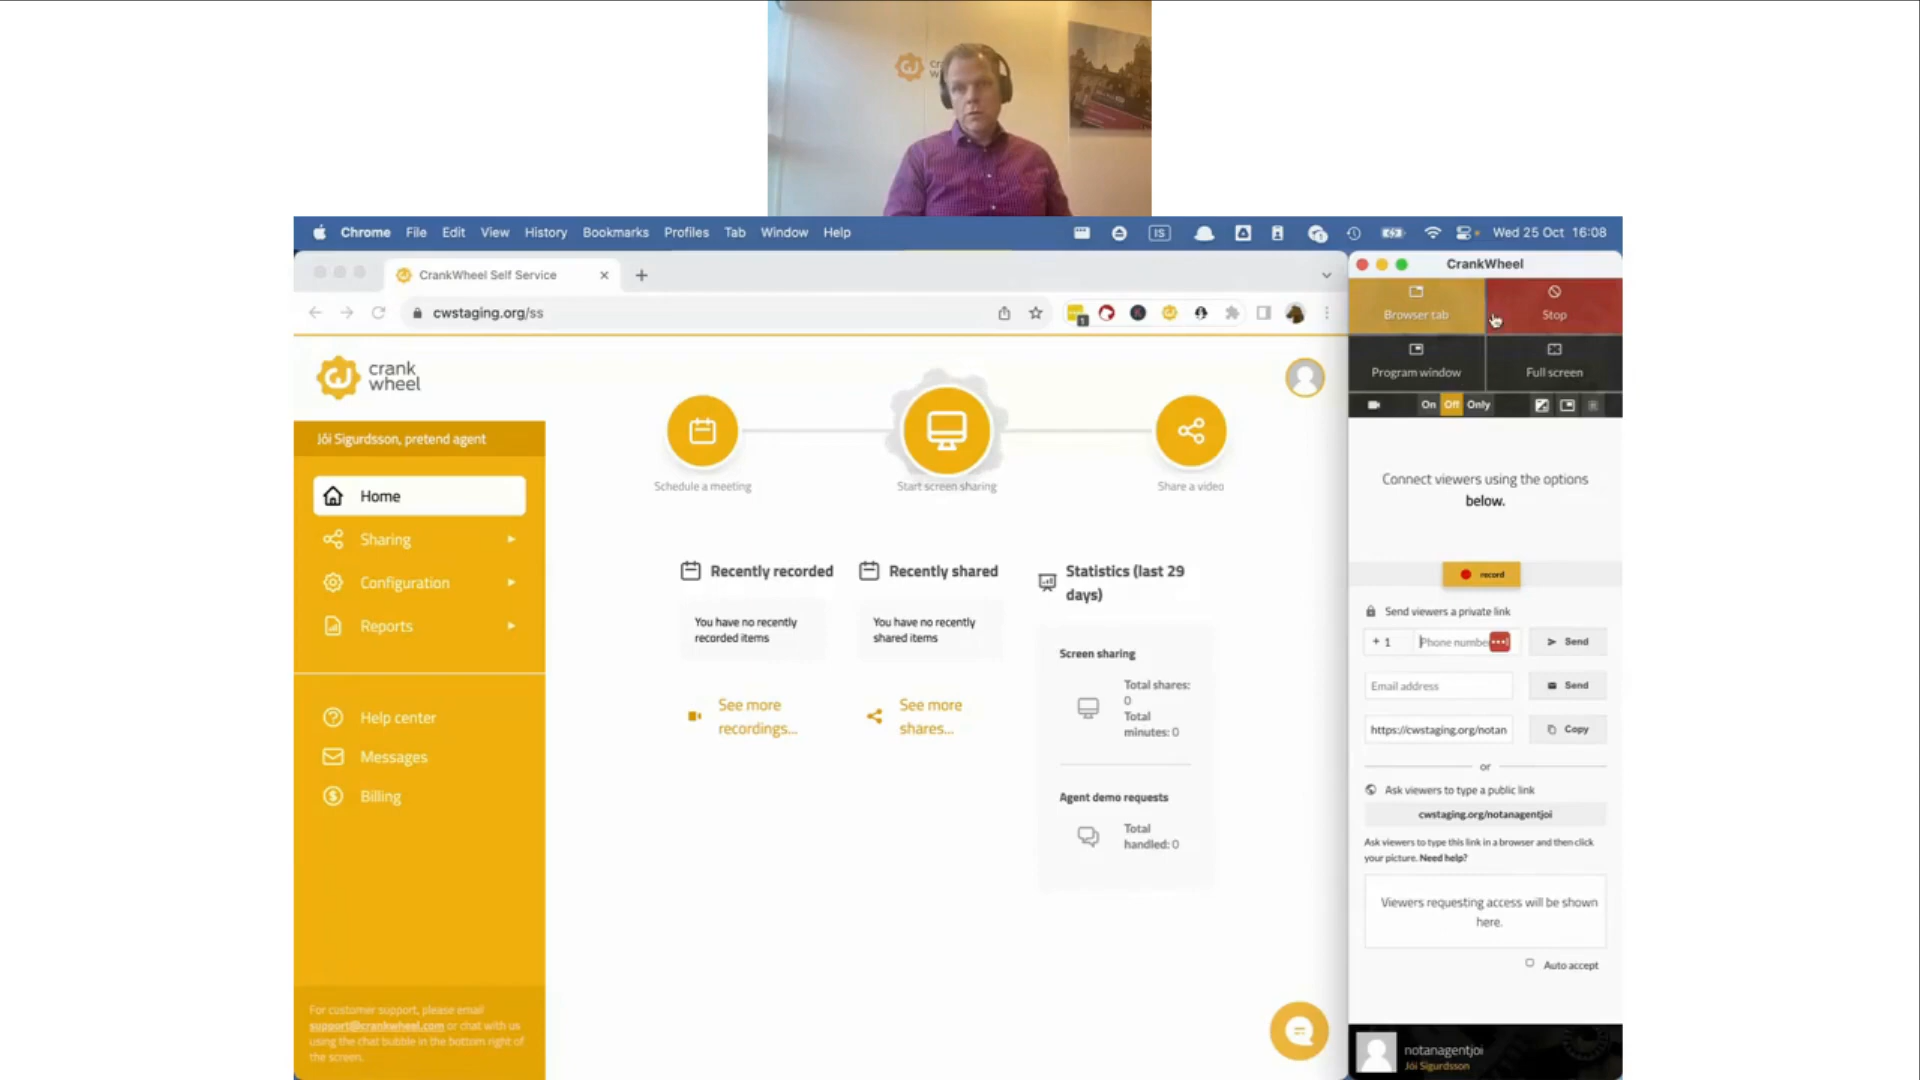 Chrome File Edit View History Bookmarks Profiles Tab Window Help
IS
Wed 25 Oct 16:08
CrankWheel Self Service
cwstaging.org/ss
1
crank
wheel
Jói Sigurdsson, pretend agent
Home
Sharing
Configuration
Reports
Help center
Messages
Billing
For customer support, please email
support@crankwheel.com or chat with us
using the chat bubble in the bottom right of
the screen.
Schedule a meeting
Start screen sharing
Share a video
Recently recorded
You have no recently
recorded items
See more
recordings...
Recently shared
You have no recently
shared items
See more
shares...
Statistics (last 29
days)
Screen sharing
Total shares:
0
Total
minutes: 0
Agent demo requests
Total
handled: 0
CrankWheel
Browser tab
Stop
Program window
Full screen
On Off Only
Connect viewers using the options
below.
record
Send viewers a private link
+ 1
Phone numbe
Send
Email address
Send
https://cwstaging.org/notan
Copy
or
Ask viewers to type a public link
cwstaging.org/notanagentjoi
Ask viewers to type this link in a browser and then click
your picture. Need help?
Viewers requesting access will be shown
here.
Auto accept
notanagentjoi
Jói Sigurdsson